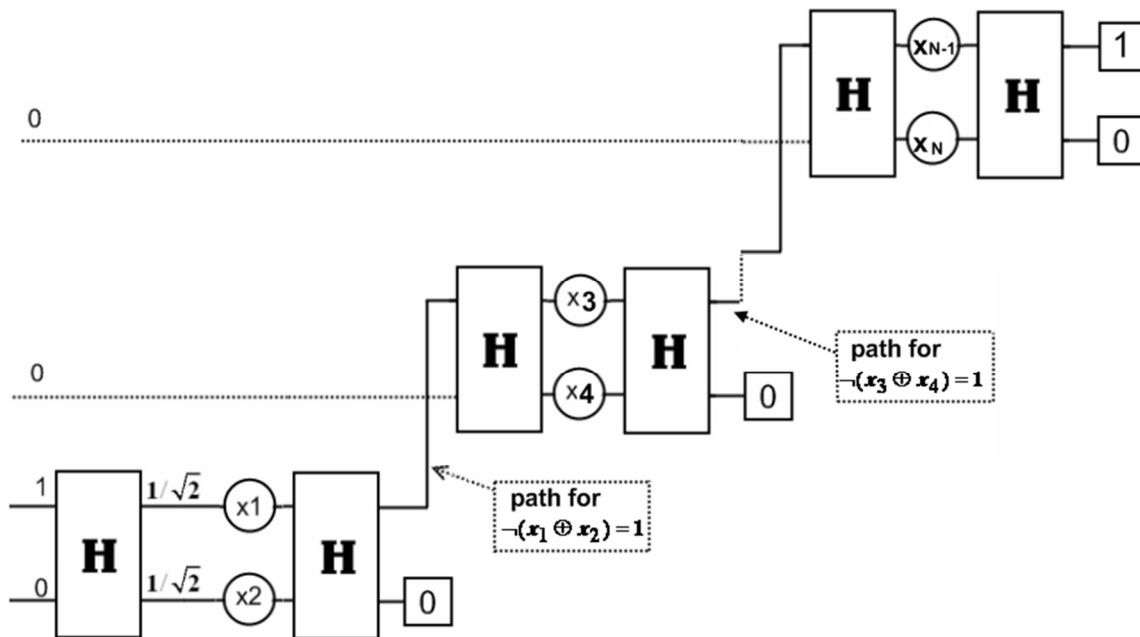 H
x_{N-1}
H
1
0
x_N
0
H
x3
H
path for
¬(x₃ ⊕ x₄) = 1
0
x4
0
1
H
1/√2
x1
H
path for
¬(x₁ ⊕ x₂) = 1
0
1/√2
x2
0